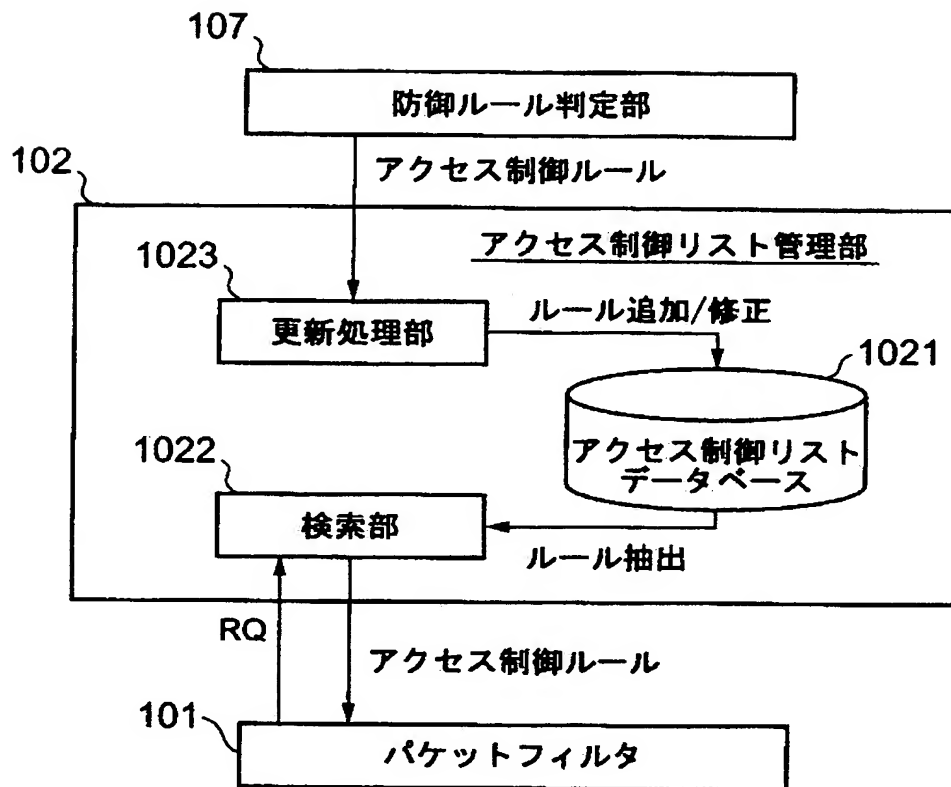 107
防御ルール判定部
アクセス制御ルール
102
アクセス制御リスト管理部
1023
更新処理部
ルール追加/修正
1021
アクセス制御リスト
データベース
1022
検索部
ルール抽出
RQ
アクセス制御ルール
101
パケットフィルタ